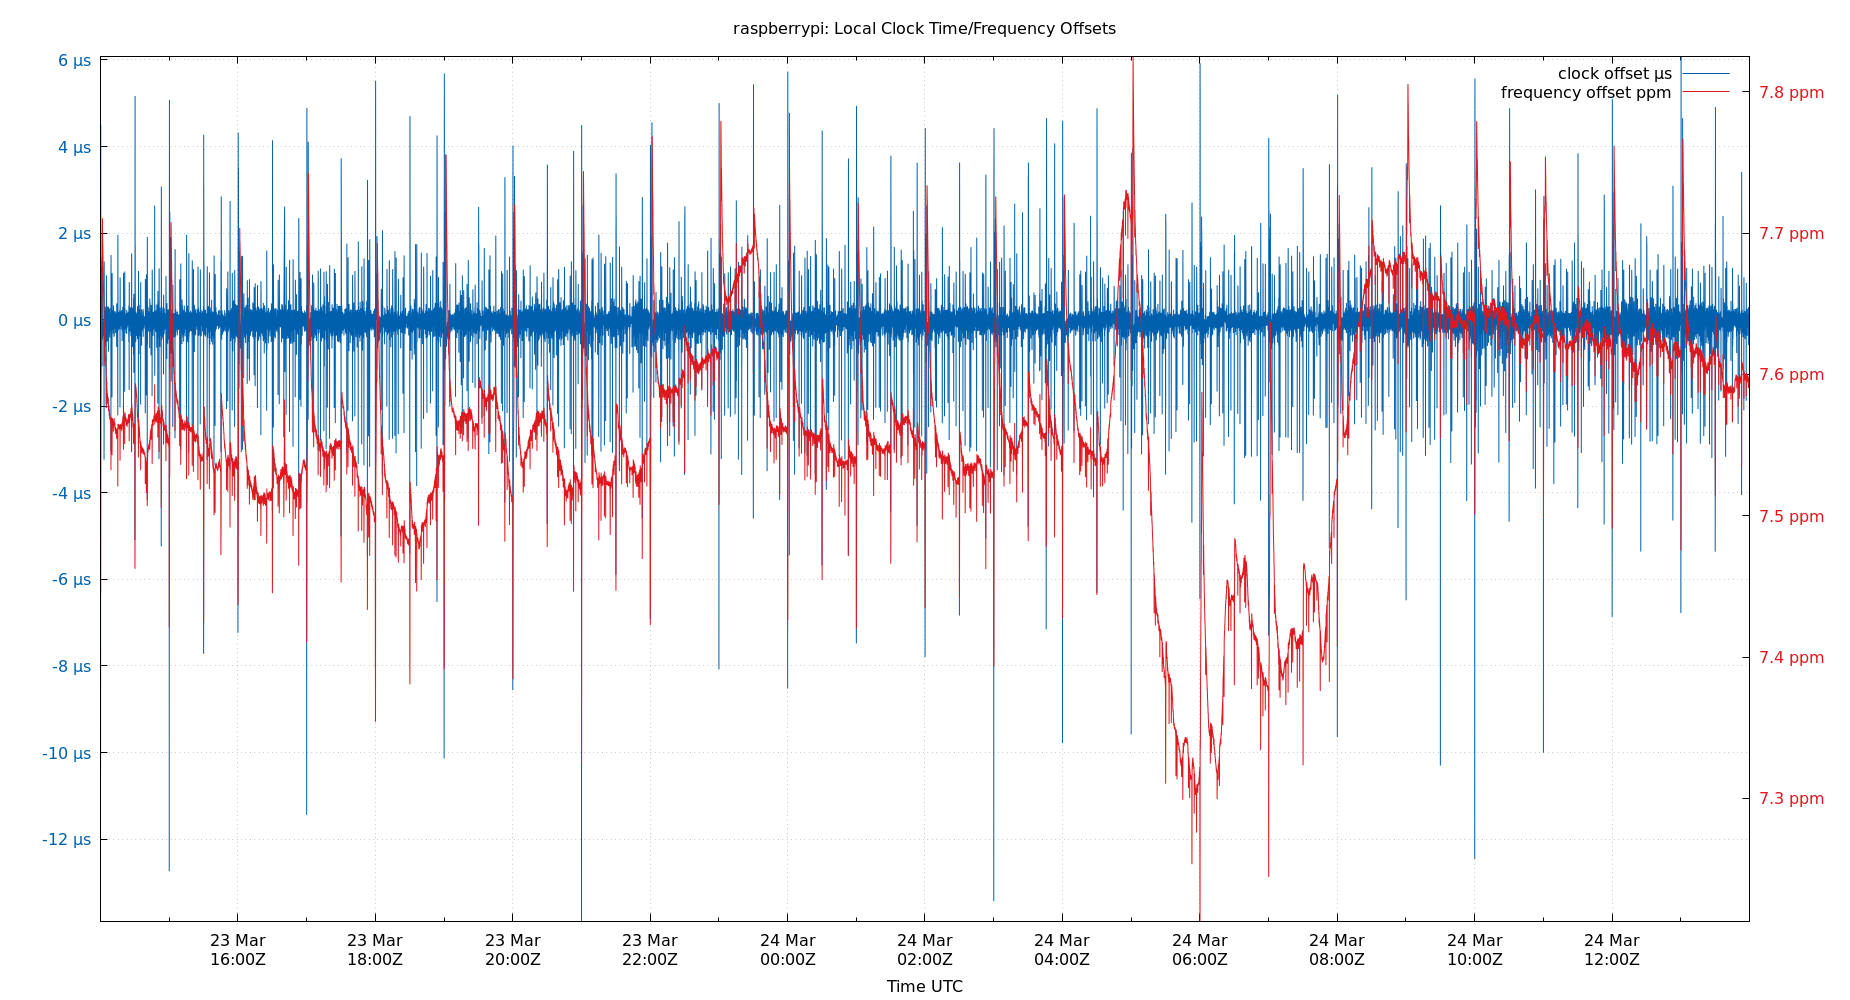 raspberrypi: Local Clock Time/Frequency Offsets
clock offset μs
frequency offset ppm
6 μs
4 μs
2 μs
0 μs
-2 μs
-4 μs
-6 μs
-8 μs
-10 μs
-12 μs
7.8 ppm
7.7 ppm
7.6 ppm
7.5 ppm
7.4 ppm
7.3 ppm
23 Mar
16:00Z
23 Mar
18:00Z
23 Mar
20:00Z
23 Mar
22:00Z
24 Mar
00:00Z
24 Mar
02:00Z
24 Mar
04:00Z
24 Mar
06:00Z
24 Mar
08:00Z
24 Mar
10:00Z
24 Mar
12:00Z
Time UTC